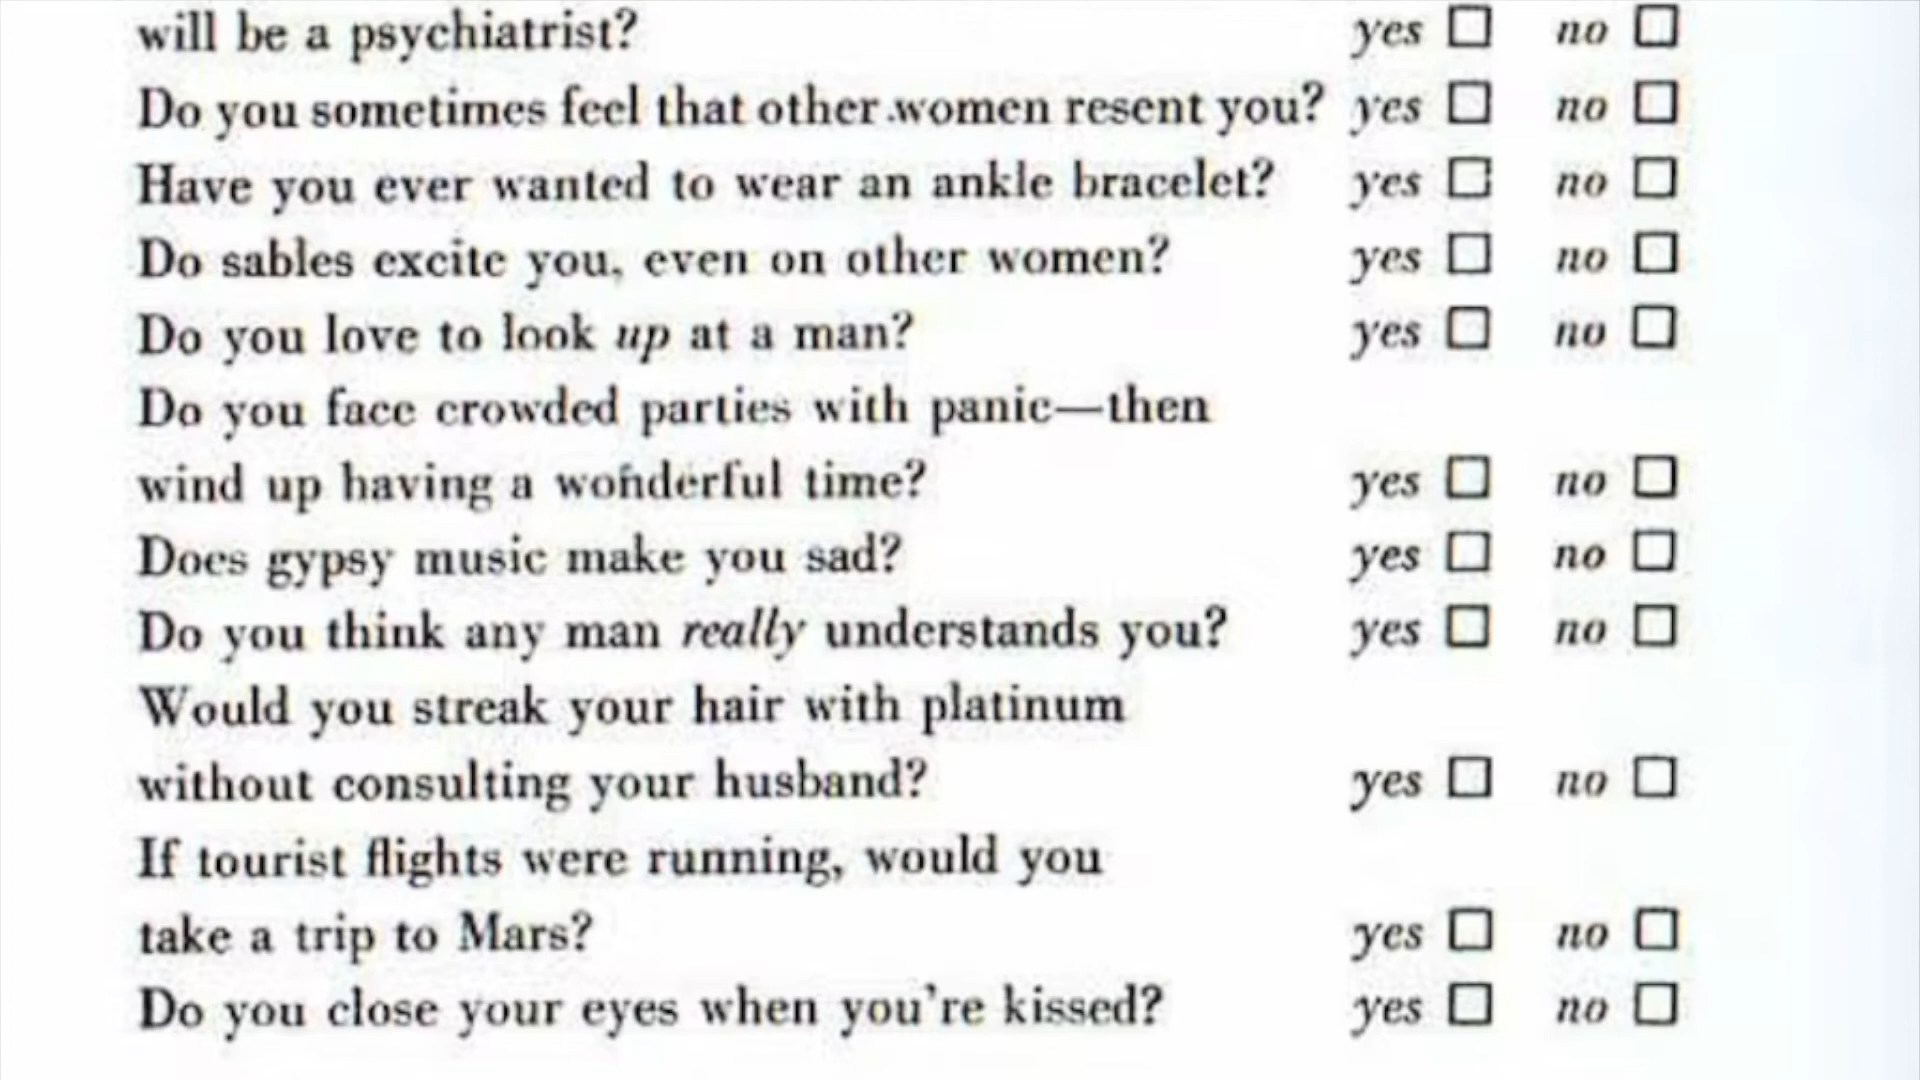 will be a psychiatrist? yes □ no □
Do you sometimes feel that other women resent you? yes □ no □
Have you ever wanted to wear an ankle bracelet? yes □ no □
Do sables excite you, even on other women? yes □ no □
Do you love to look up at a man? yes □ no □
Do you face crowded parties with panic—then
wind up having a wonderful time? yes □ no □
Does gypsy music make you sad? yes □ no □
Do you think any man really understands you? yes □ no □
Would you streak your hair with platinum
without consulting your husband? yes □ no □
If tourist flights were running, would you
take a trip to Mars? yes □ no □
Do you close your eyes when you're kissed? yes □ no □